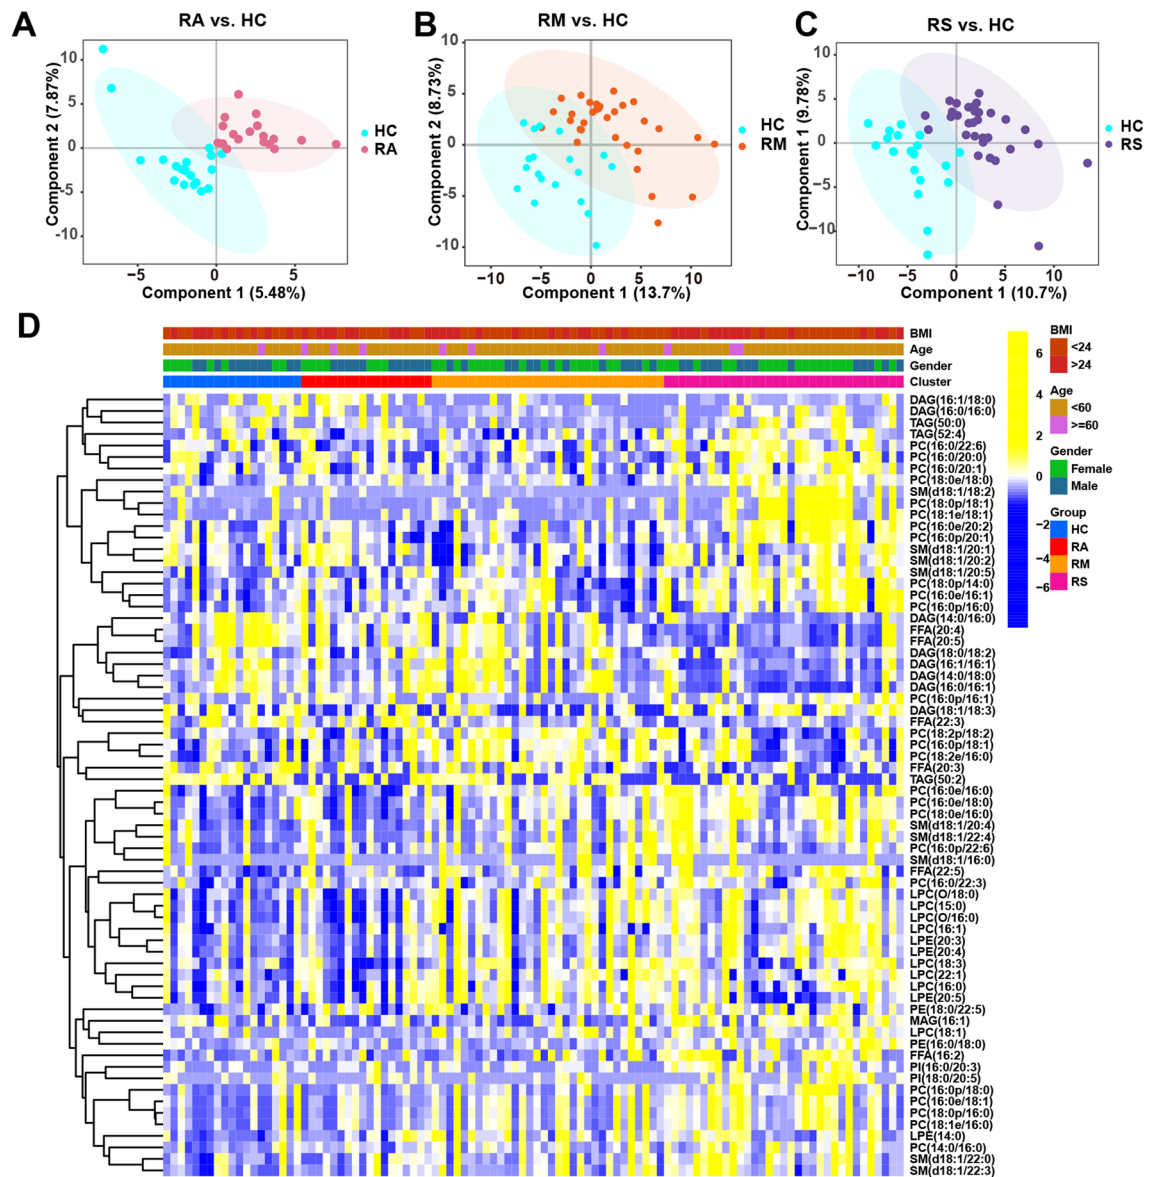 A
RA vs. HC
Component 2 (7.87%)
10
5
0
-5
-10
−5
0
5
Component 1 (5.48%)
HC
RA
B
RM vs. HC
Component 2 (8.73%)
10
5
0
-5
-10
−10
−5
0
5
10
Component 1 (13.7%)
HC
RM
C
RS vs. HC
Component 1 (9.78%)
10
5
0
−5
−10
−10
−5
0
5
10
Component 1 (10.7%)
HC
RS
D
BMI
Age
Gender
Cluster
DAG(16:1/18:0)
DAG(16:0/16:0)
TAG(50:0)
TAG(52:4)
PC(16:0/22:6)
PC(16:0/20:0)
PC(16:0/20:1)
PC(18:0e/18:0)
SM(d18:1/18:2)
PC(18:0p/18:1)
PC(18:1e/18:1)
PC(16:0e/20:2)
PC(16:0p/20:1)
SM(d18:1/20:1)
SM(d18:1/20:2)
SM(d18:1/20:5)
PC(18:0p/14:0)
PC(16:0e/16:1)
PC(16:0p/16:0)
DAG(14:0/16:0)
FFA(20:4)
FFA(20:5)
DAG(18:0/18:2)
DAG(16:1/16:1)
DAG(14:0/18:0)
DAG(16:0/16:1)
PC(16:0p/16:1)
DAG(18:1/18:3)
FFA(22:3)
PC(18:2p/18:2)
PC(16:0p/18:1)
PC(18:2e/16:0)
FFA(20:3)
TAG(50:2)
PC(16:0e/16:0)
PC(16:0e/18:0)
PC(18:0e/16:0)
SM(d18:1/20:4)
SM(d18:1/22:4)
PC(16:0p/22:6)
SM(d18:1/16:0)
FFA(22:5)
PC(16:0/22:3)
LPC(O/18:0)
LPC(15:0)
LPC(O/16:0)
LPC(16:1)
LPE(20:3)
LPE(20:4)
LPC(18:3)
LPC(22:1)
LPC(16:0)
LPE(20:5)
PE(18:0/22:5)
MAG(16:1)
LPC(18:1)
PE(16:0/18:0)
FFA(16:2)
PI(16:0/20:3)
PI(18:0/20:5)
PC(16:0p/18:0)
PC(16:0e/18:1)
PC(18:0p/16:0)
PC(18:1e/16:0)
LPE(14:0)
PC(14:0/16:0)
SM(d18:1/22:0)
SM(d18:1/22:3)
6
4
2
0
−2
−4
−6
BMI
<24
>24
Age
<60
>=60
Gender
Female
Male
Group
HC
RA
RM
RS